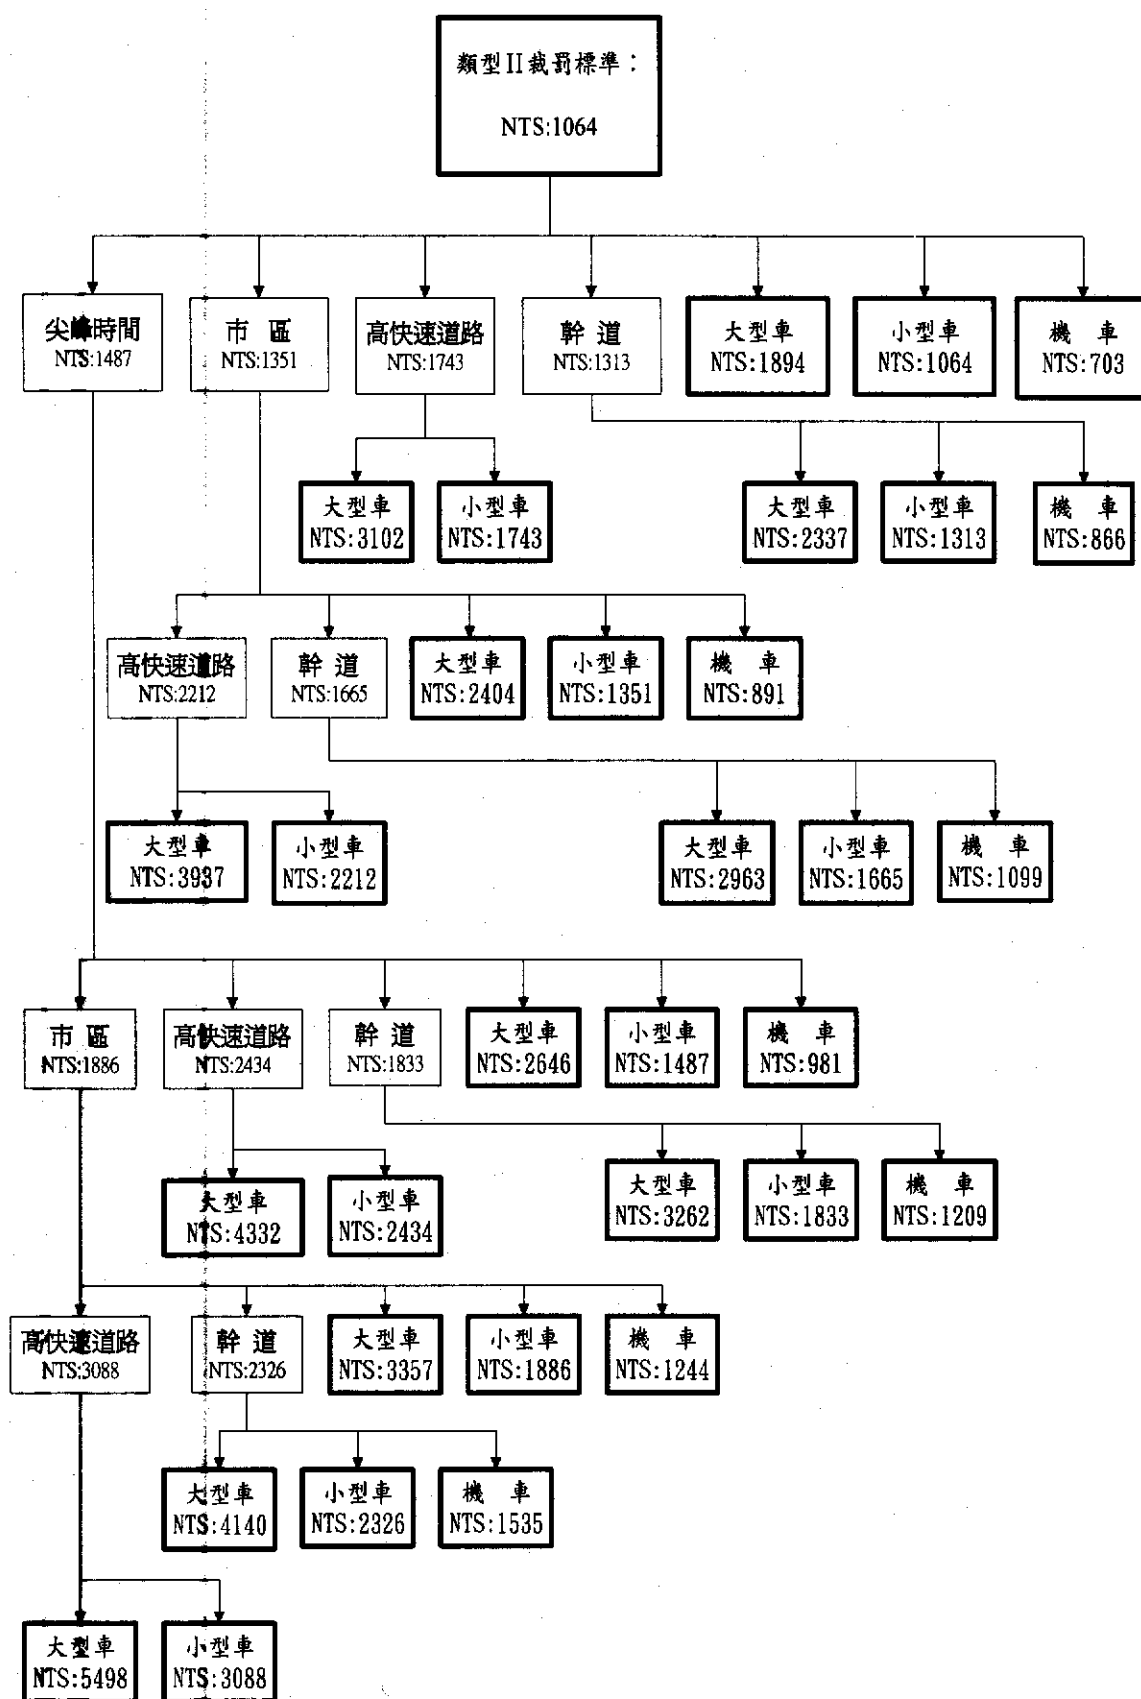 類型II裁罰標準：
NTS:1064
尖峰時間
NTS:1487
市 區
NTS:1351
高快速道路
NTS:1743
幹 道
NTS:1313
大型車
NTS:1894
小型車
NTS:1064
機 車
NTS:703
大型車
NTS:3102
小型車
NTS:1743
大型車
NTS:2337
小型車
NTS:1313
機 車
NTS:866
高快速道路
NTS:2212
幹 道
NTS:1665
大型車
NTS:2404
小型車
NTS:1351
機 車
NTS:891
大型車
NTS:3937
小型車
NTS:2212
大型車
NTS:2963
小型車
NTS:1665
機 車
NTS:1099
市 區
NTS:1886
高快速道路
NTS:2434
幹 道
NTS:1833
大型車
NTS:2646
小型車
NTS:1487
機 車
NTS:981
大型車
NTS:4332
小型車
NTS:2434
大型車
NTS:3262
小型車
NTS:1833
機 車
NTS:1209
高快速道路
NTS:3088
幹 道
NTS:2326
大型車
NTS:3357
小型車
NTS:1886
機 車
NTS:1244
大型車
NTS:4140
小型車
NTS:2326
機 車
NTS:1535
大型車
NTS:5498
小型車
NTS:3088